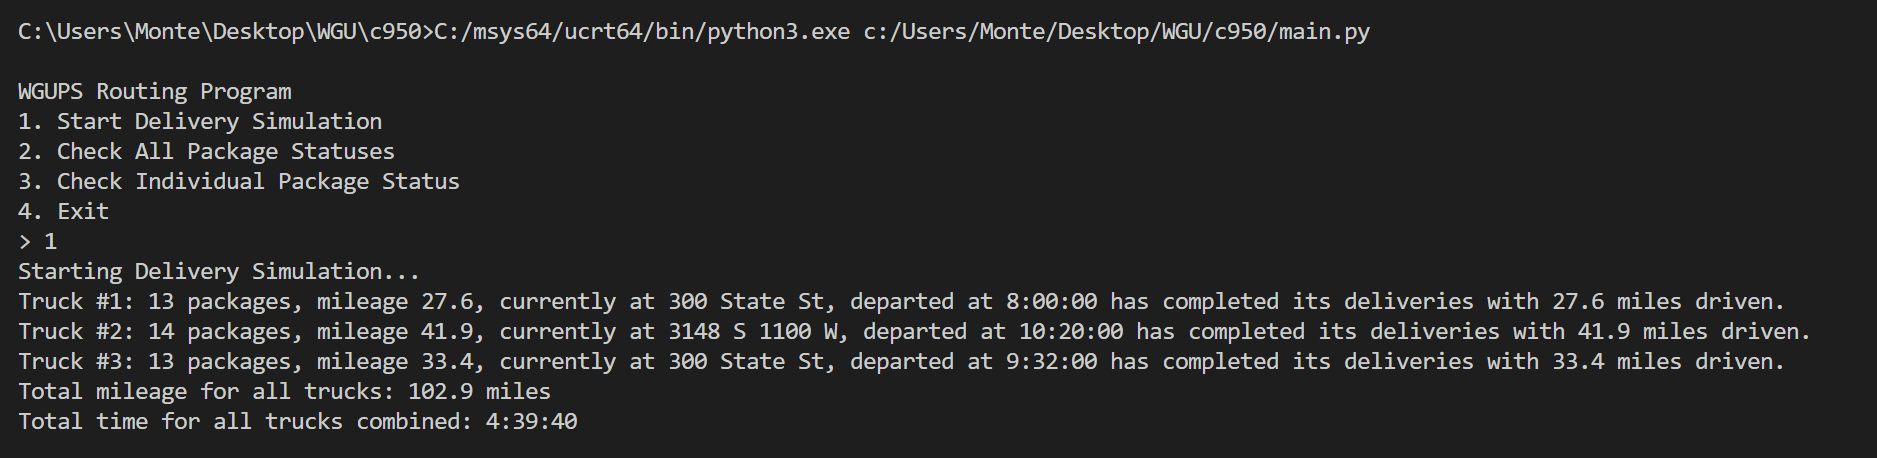 C:\Users\Monte\Desktop\WGU\c950>C:/msys64/ucrt64/bin/python3.exe c:/Users/Monte/Desktop/WGU/c950/main.py
WGUPS Routing Program
1. Start Delivery Simulation
2. Check All Package Statuses
3. Check Individual Package Status
4. Exit
> 1
Starting Delivery Simulation...
Truck #1: 13 packages, mileage 27.6, currently at 300 State St, departed at 8:00:00 has completed its deliveries with 27.6 miles driven.
Truck #2: 14 packages, mileage 41.9, currently at 3148 S 1100 W, departed at 10:20:00 has completed its deliveries with 41.9 miles driven.
Truck #3: 13 packages, mileage 33.4, currently at 300 State St, departed at 9:32:00 has completed its deliveries with 33.4 miles driven.
Total mileage for all trucks: 102.9 miles
Total time for all trucks combined: 4:39:40